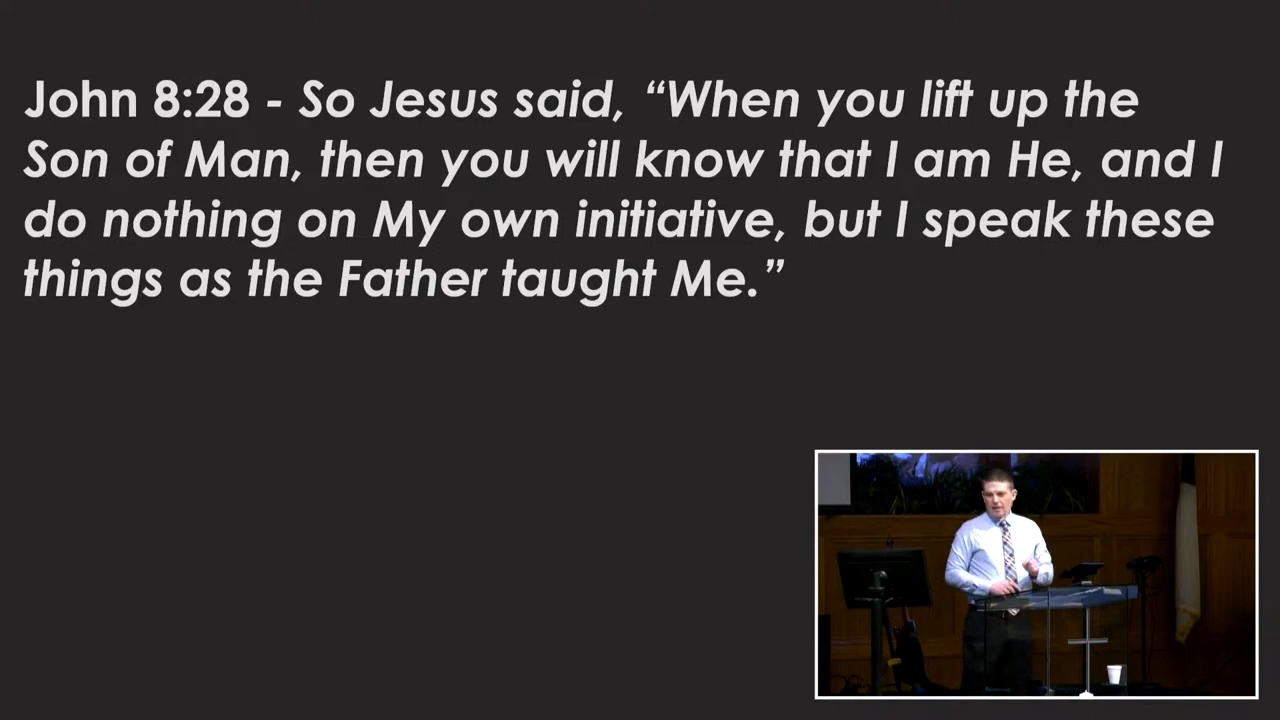 John 8:28 - So Jesus said, “When you lift up the
Son of Man, then you will know that I am He, and I
do nothing on My own initiative, but I speak these
things as the Father taught Me.”